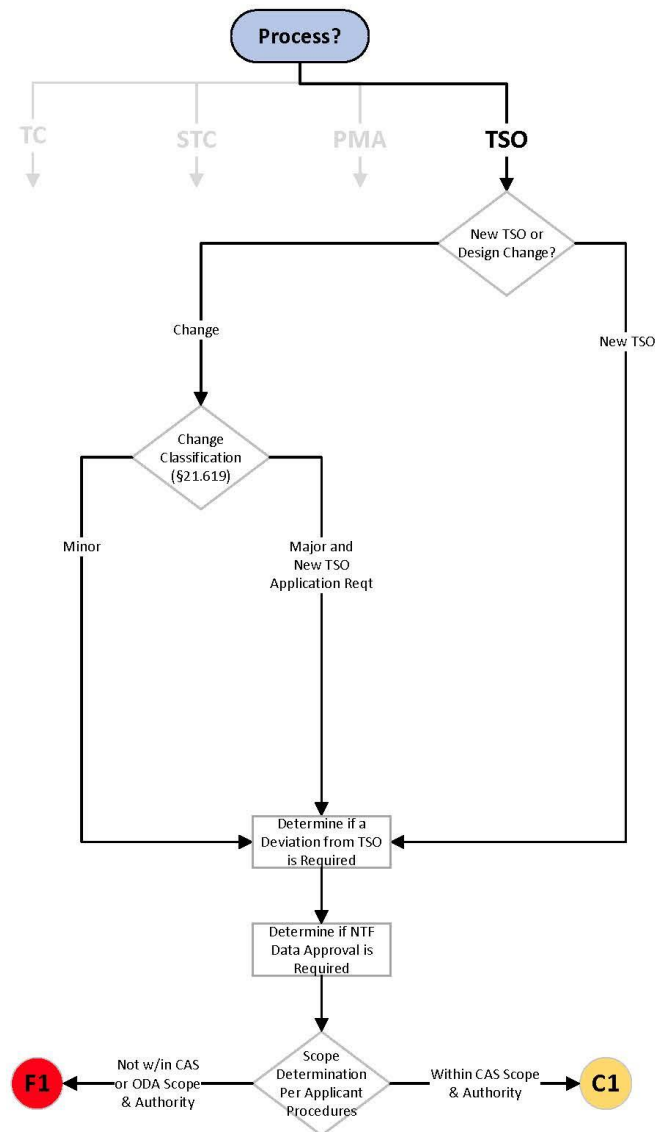 Process?
TC
STC
PMA
TSO
New TSO or
Design Change?
Change
New TSO
Change
Classification
(§21.619)
Minor
Major and
New TSO
Application Reqt
Determine if a
Deviation from TSO
is Required
Determine if NTF
Data Approval is
Required
Scope
Determination
Per Applicant
Procedures
Not w/in CAS
or ODA Scope
& Authority
Within CAS Scope
& Authority
F1
C1